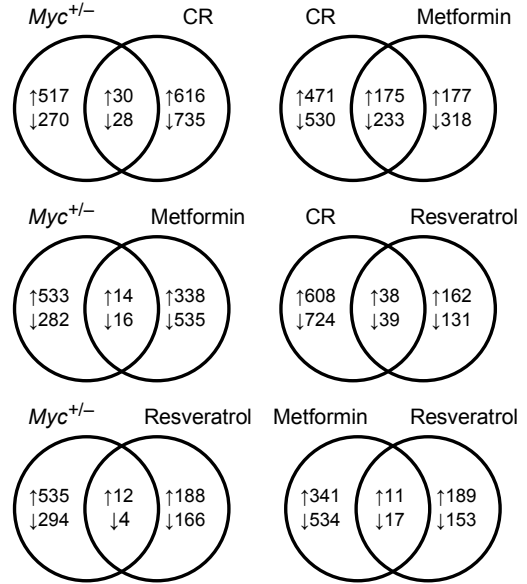 Myc+/– CR CR Metformin
↑517 ↑30 ↑616 ↑471 ↑175 ↑177
↓270 ↓28 ↓735 ↓530 ↓233 ↓318
Myc+/– Metformin CR Resveratrol
↑533 ↑14 ↑338 ↑608 ↑38 ↑162
↓282 ↓16 ↓535 ↓724 ↓39 ↓131
Myc+/– Resveratrol Metformin Resveratrol
↑535 ↑12 ↑188 ↑341 ↑11 ↑189
↓294 ↓4 ↓166 ↓534 ↓17 ↓153